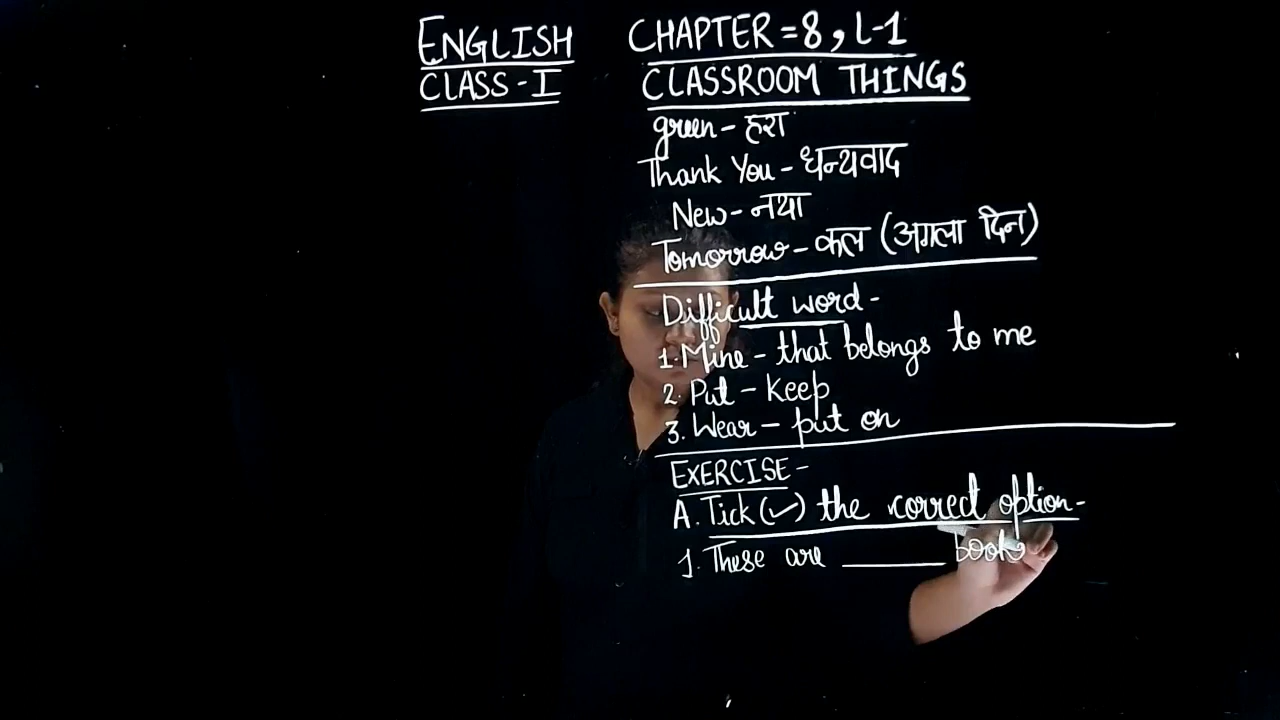 ENGLISH CHAPTER = 8, L-1
CLASS - I CLASSROOM THINGS
green - हरा
Thank You - धन्यवाद
New - नया
Tomorrow - कल (अगला दिन)
Difficult word -
1. Mine - that belongs to me
2. Put - keep
3. Wear - put on
EXERCISE -
A. Tick (✓) the correct option -
1. These are ______ book